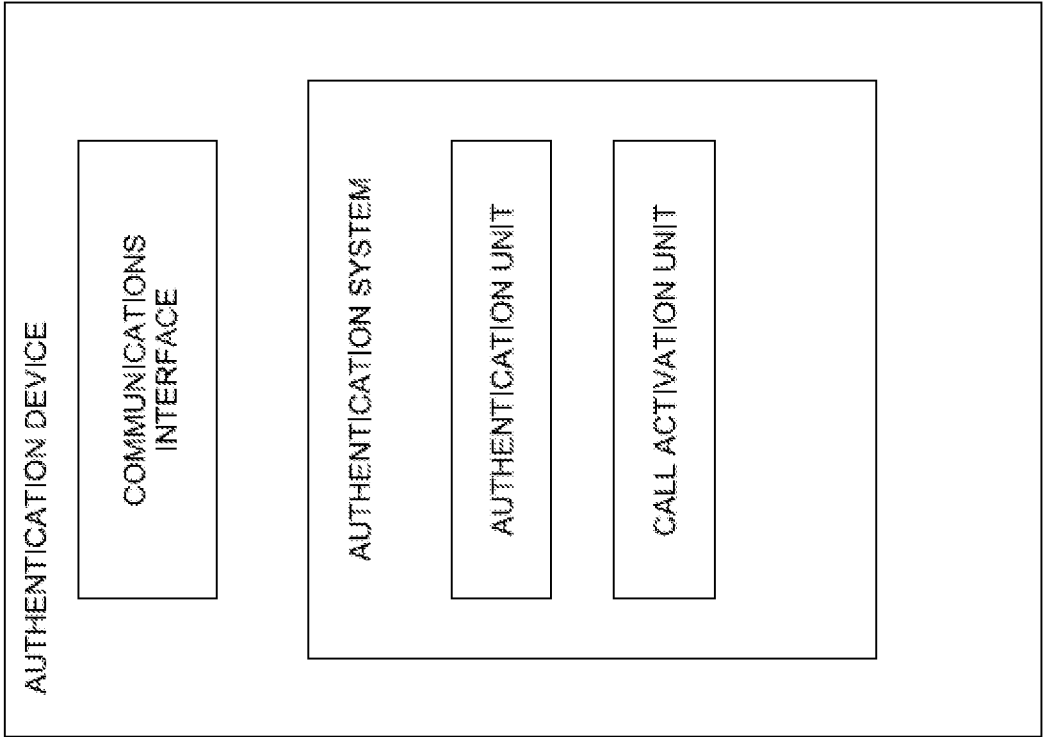 AUTHENTICATION DEVICE
COMMUNICATIONS
INTERFACE
AUTHENTICATION SYSTEM
AUTHENTICATION UNIT
CALL ACTIVATION UNIT